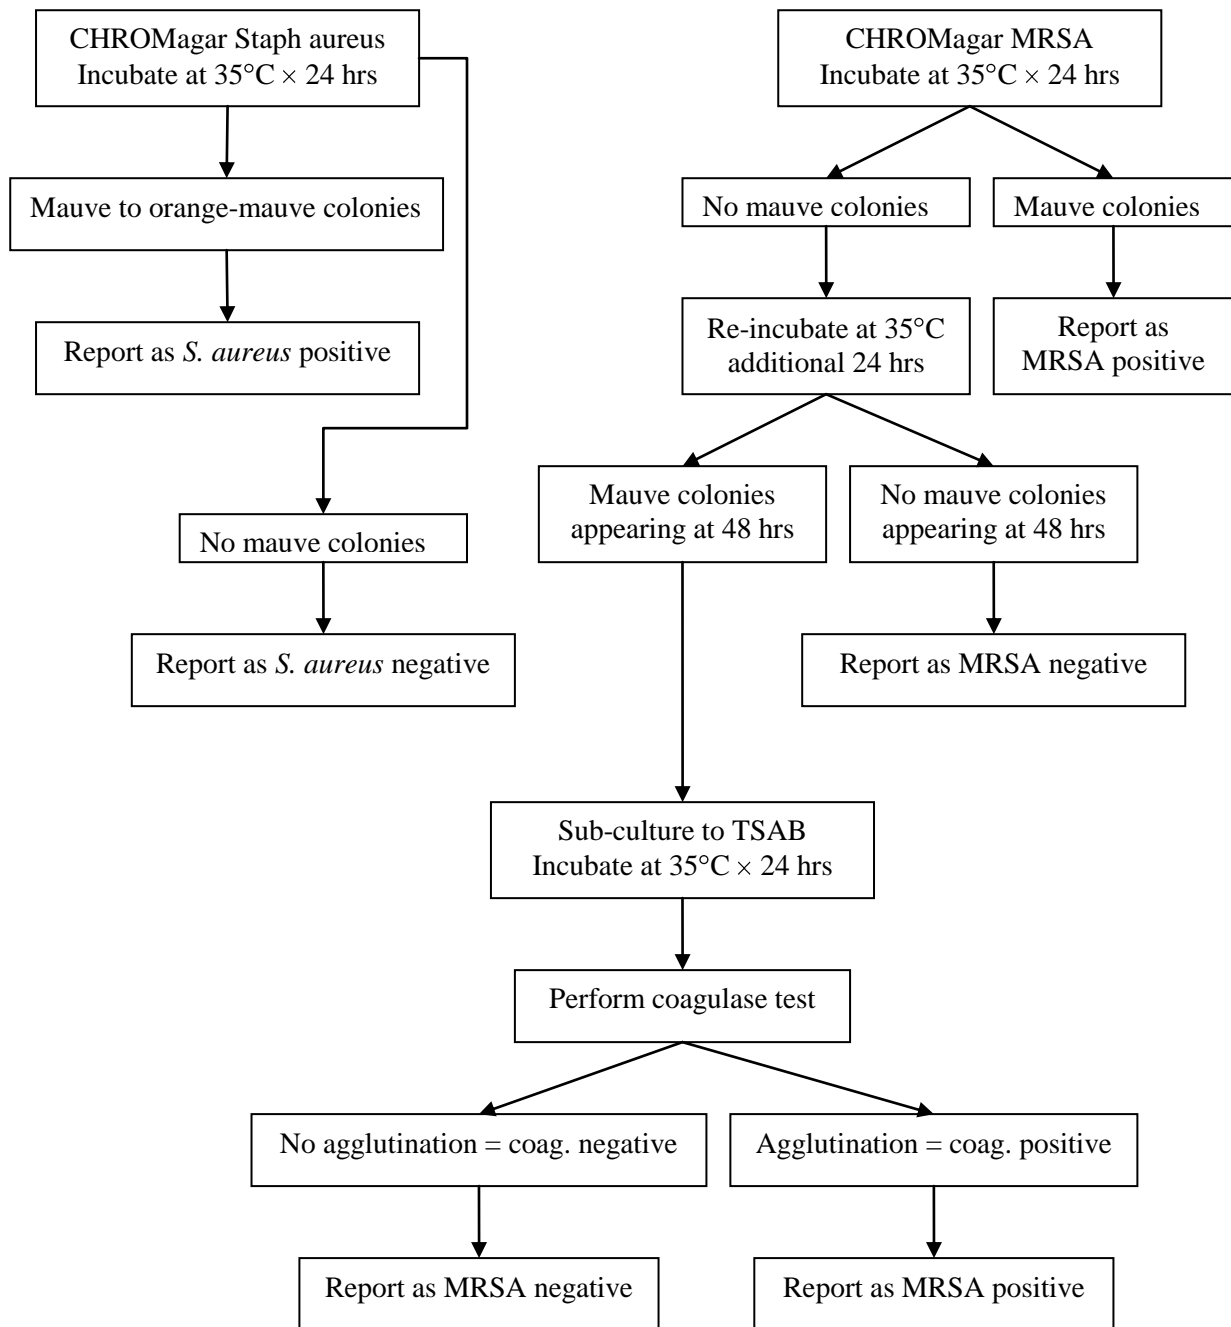 CHROMagar Staph aureus
Incubate at 35°C × 24 hrs
Mauve to orange-mauve colonies
Report as S. aureus positive
No mauve colonies
Report as S. aureus negative
CHROMagar MRSA
Incubate at 35°C × 24 hrs
No mauve colonies
Mauve colonies
Re-incubate at 35°C
additional 24 hrs
Report as
MRSA positive
Mauve colonies
appearing at 48 hrs
No mauve colonies
appearing at 48 hrs
Report as MRSA negative
Sub-culture to TSAB
Incubate at 35°C × 24 hrs
Perform coagulase test
No agglutination = coag. negative
Agglutination = coag. positive
Report as MRSA negative
Report as MRSA positive